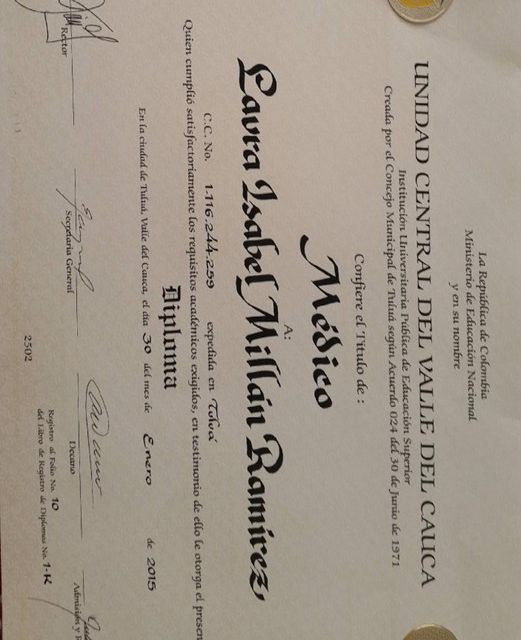 La República de Colombia
Ministerio de Educación Nacional
y en su nombre
UNIDAD CENTRAL DEL VALLE DEL CAUCA
Institución Universitaria Pública de Educación Superior
Creada por el Concejo Municipal de Tuluá según Acuerdo 024 del 30 de Junio de 1971
Confiere el Título de :
Médico
A:
Laura Isabel Millán Ramírez
C.C. No. 1.116.244.259 expedida en Tuluá
Quien cumplió satisfactoriamente los requisitos académicos exigidos, en testimonio de ello le otorga el presen
Diploma
En la ciudad de Tuluá, Valle del Cauca, el día 30 del mes de Enero de 2015
Rector
Secretaria General
Decano
Registro al Folio No. 10
del Libro de Registro de Diplomas No. 1-K
2502